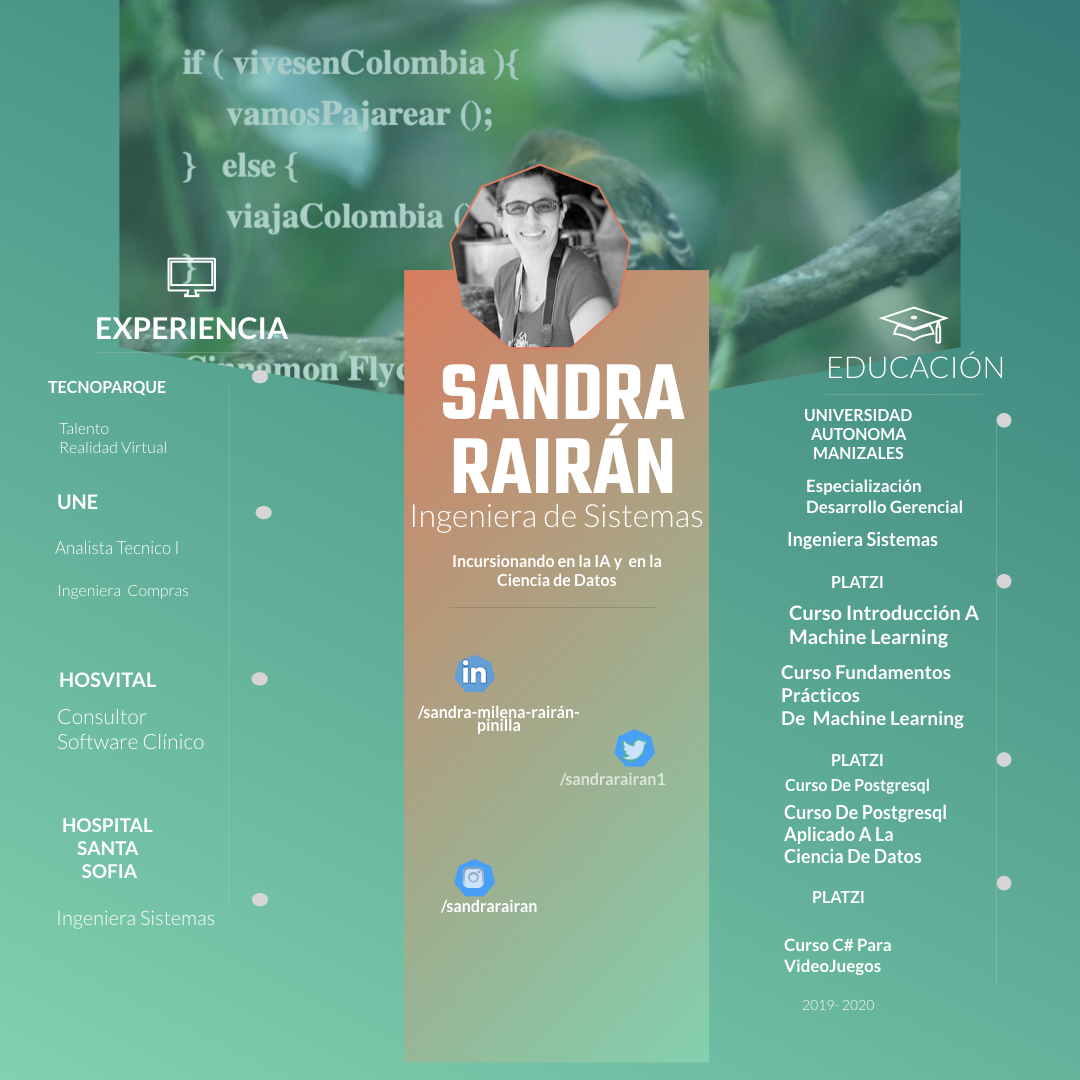 if ( vivesenColombia ){
vamosPajarear ();
} else {
viajaColombia (
}
Cinnamon Flyc
EXPERIENCIA
TECNOPARQUE
Talento
Realidad Virtual
UNE
Analista Tecnico I
Ingeniera Compras
HOSVITAL
Consultor
Software Clínico
HOSPITAL
SANTA
SOFIA
Ingeniera Sistemas
SANDRA
RAIRÁN
Ingeniera de Sistemas
Incursionando en la IA y en la
Ciencia de Datos
in
/sandra-milena-rairán-
pinilla
/sandrarairan1
/sandrarairan
EDUCACIÓN
UNIVERSIDAD
AUTONOMA
MANIZALES
Especialización
Desarrollo Gerencial
Ingeniera Sistemas
PLATZI
Curso Introducción A
Machine Learning
Curso Fundamentos
Prácticos
De Machine Learning
PLATZI
Curso De Postgresql
Curso De Postgresql
Aplicado A La
Ciencia De Datos
PLATZI
Curso C# Para
VideoJuegos
2019- 2020